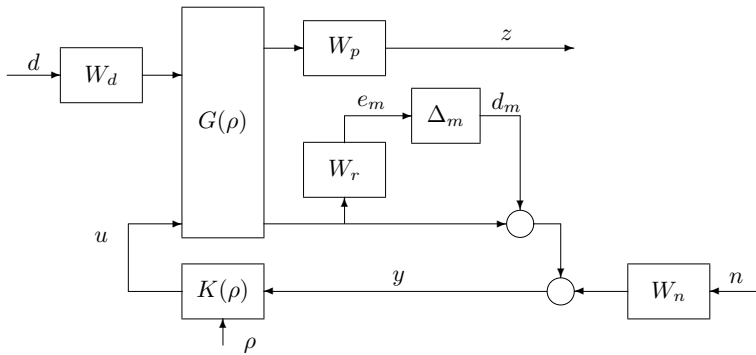 z
d
W_d
W_p
G(ρ)
e_m
d_m
Δ_m
W_r
u
K(ρ)
y
W_n
n
ρ